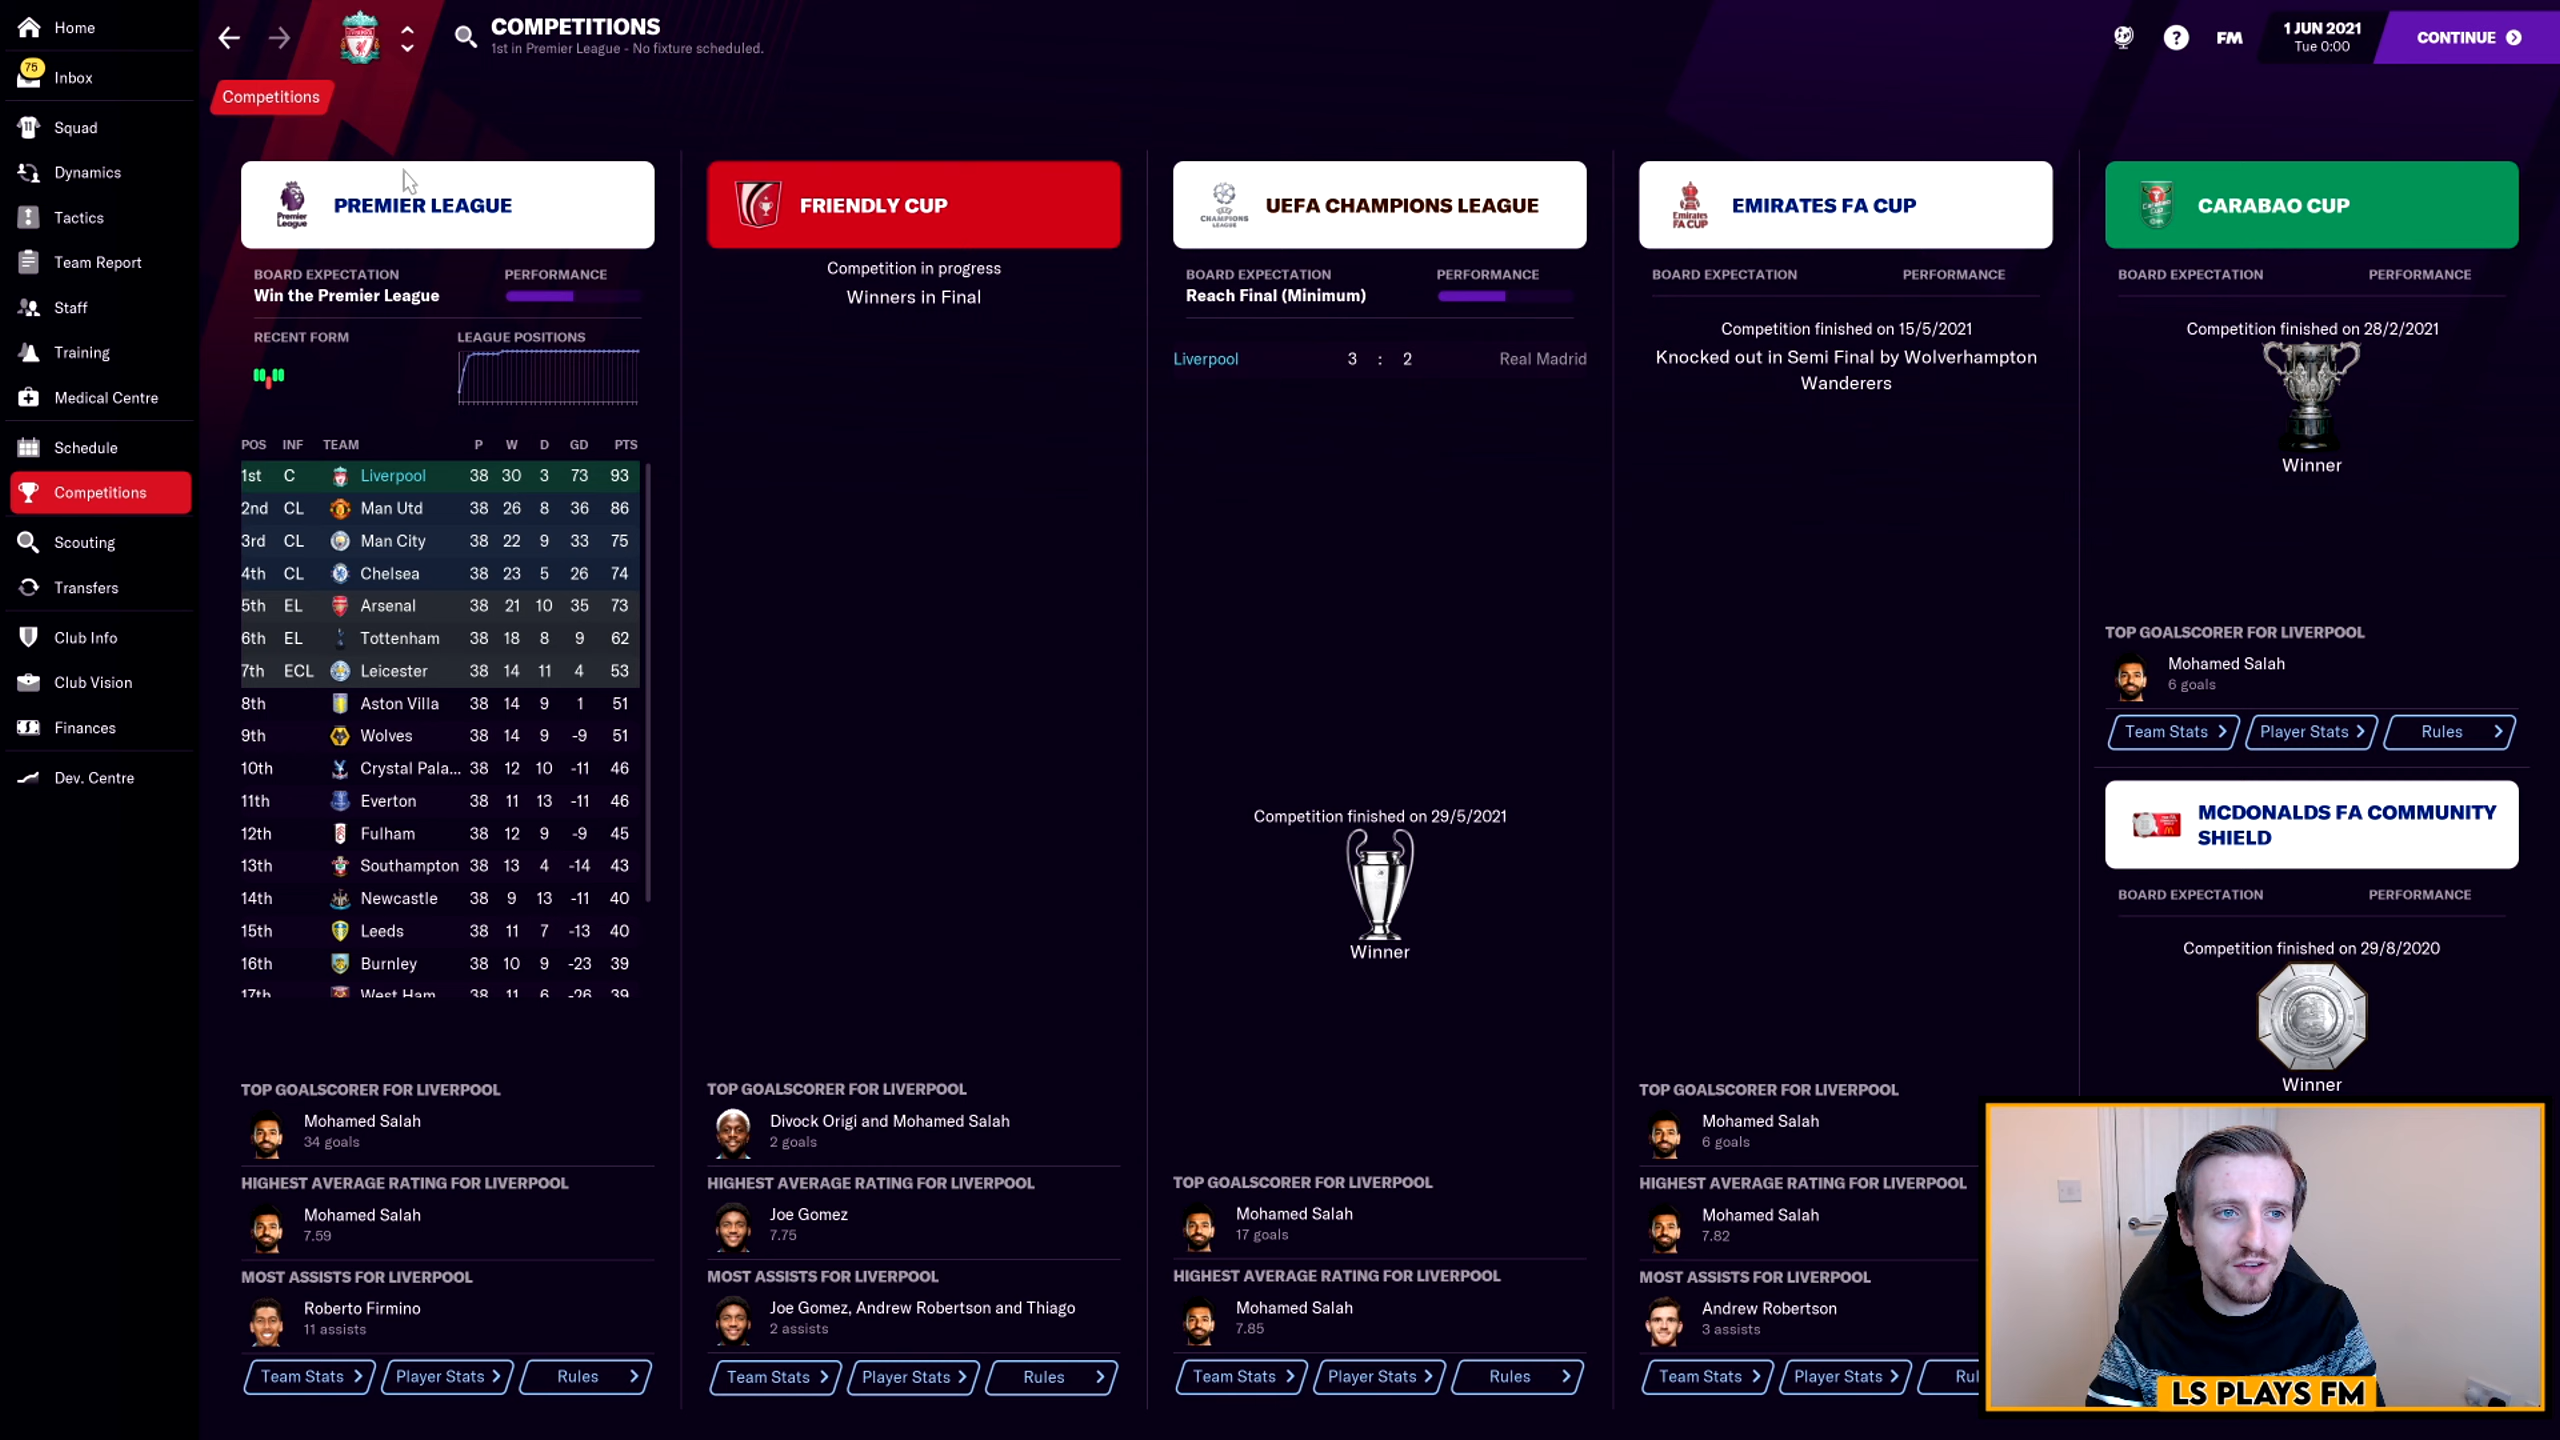 Home
75
Inbox
Squad
Dynamics
Tactics
Team Report
Staff
Training
Medical Centre
Schedule
Competitions
Scouting
Transfers
Club Info
Club Vision
Finances
Dev. Centre
COMPETITIONS
1st in Premier League - No fixture scheduled.
FM
1 JUN 2021
Tue 0:00
CONTINUE
Competitions
Premier League
PREMIER LEAGUE
BOARD EXPECTATION PERFORMANCE
Win the Premier League
RECENT FORM LEAGUE POSITIONS
POS INF TEAM P W D GD PTS
1st C Liverpool 38 30 3 73 93
2nd CL Man Utd 38 26 8 36 86
3rd CL Man City 38 22 9 33 75
4th CL Chelsea 38 23 5 26 74
5th EL Arsenal 38 21 10 35 73
6th EL Tottenham 38 18 8 9 62
7th ECL Leicester 38 14 11 4 53
8th Aston Villa 38 14 9 1 51
9th Wolves 38 14 9 -9 51
10th Crystal Pala... 38 12 10 -11 46
11th Everton 38 11 13 -11 46
12th Fulham 38 12 9 -9 45
13th Southampton 38 13 4 -14 43
14th Newcastle 38 9 13 -11 40
15th Leeds 38 11 7 -13 40
16th Burnley 38 10 9 -23 39
17th West Ham 38 11 6 -26 39
TOP GOALSCORER FOR LIVERPOOL
Mohamed Salah
34 goals
HIGHEST AVERAGE RATING FOR LIVERPOOL
Mohamed Salah
7.59
MOST ASSISTS FOR LIVERPOOL
Roberto Firmino
11 assists
Team Stats Player Stats Rules
FRIENDLY CUP
Competition in progress
Winners in Final
TOP GOALSCORER FOR LIVERPOOL
Divock Origi and Mohamed Salah
2 goals
HIGHEST AVERAGE RATING FOR LIVERPOOL
Joe Gomez
7.75
MOST ASSISTS FOR LIVERPOOL
Joe Gomez, Andrew Robertson and Thiago
2 assists
Team Stats Player Stats Rules
CHAMPIONS LEAGUE
UEFA CHAMPIONS LEAGUE
BOARD EXPECTATION PERFORMANCE
Reach Final (Minimum)
Liverpool 3 : 2 Real Madrid
Competition finished on 29/5/2021
Winner
TOP GOALSCORER FOR LIVERPOOL
Mohamed Salah
17 goals
HIGHEST AVERAGE RATING FOR LIVERPOOL
Mohamed Salah
7.85
Team Stats Player Stats Rules
Emirates FA CUP
EMIRATES FA CUP
BOARD EXPECTATION PERFORMANCE
Competition finished on 15/5/2021
Knocked out in Semi Final by Wolverhampton
Wanderers
TOP GOALSCORER FOR LIVERPOOL
Mohamed Salah
6 goals
HIGHEST AVERAGE RATING FOR LIVERPOOL
Mohamed Salah
7.82
MOST ASSISTS FOR LIVERPOOL
Andrew Robertson
3 assists
Team Stats Player Stats Rul
CARABAO CUP
BOARD EXPECTATION PERFORMANCE
Competition finished on 28/2/2021
Winner
TOP GOALSCORER FOR LIVERPOOL
Mohamed Salah
6 goals
Team Stats Player Stats Rules
MCDONALDS FA COMMUNITY
SHIELD
BOARD EXPECTATION PERFORMANCE
Competition finished on 29/8/2020
Winner
LS PLAYS FM